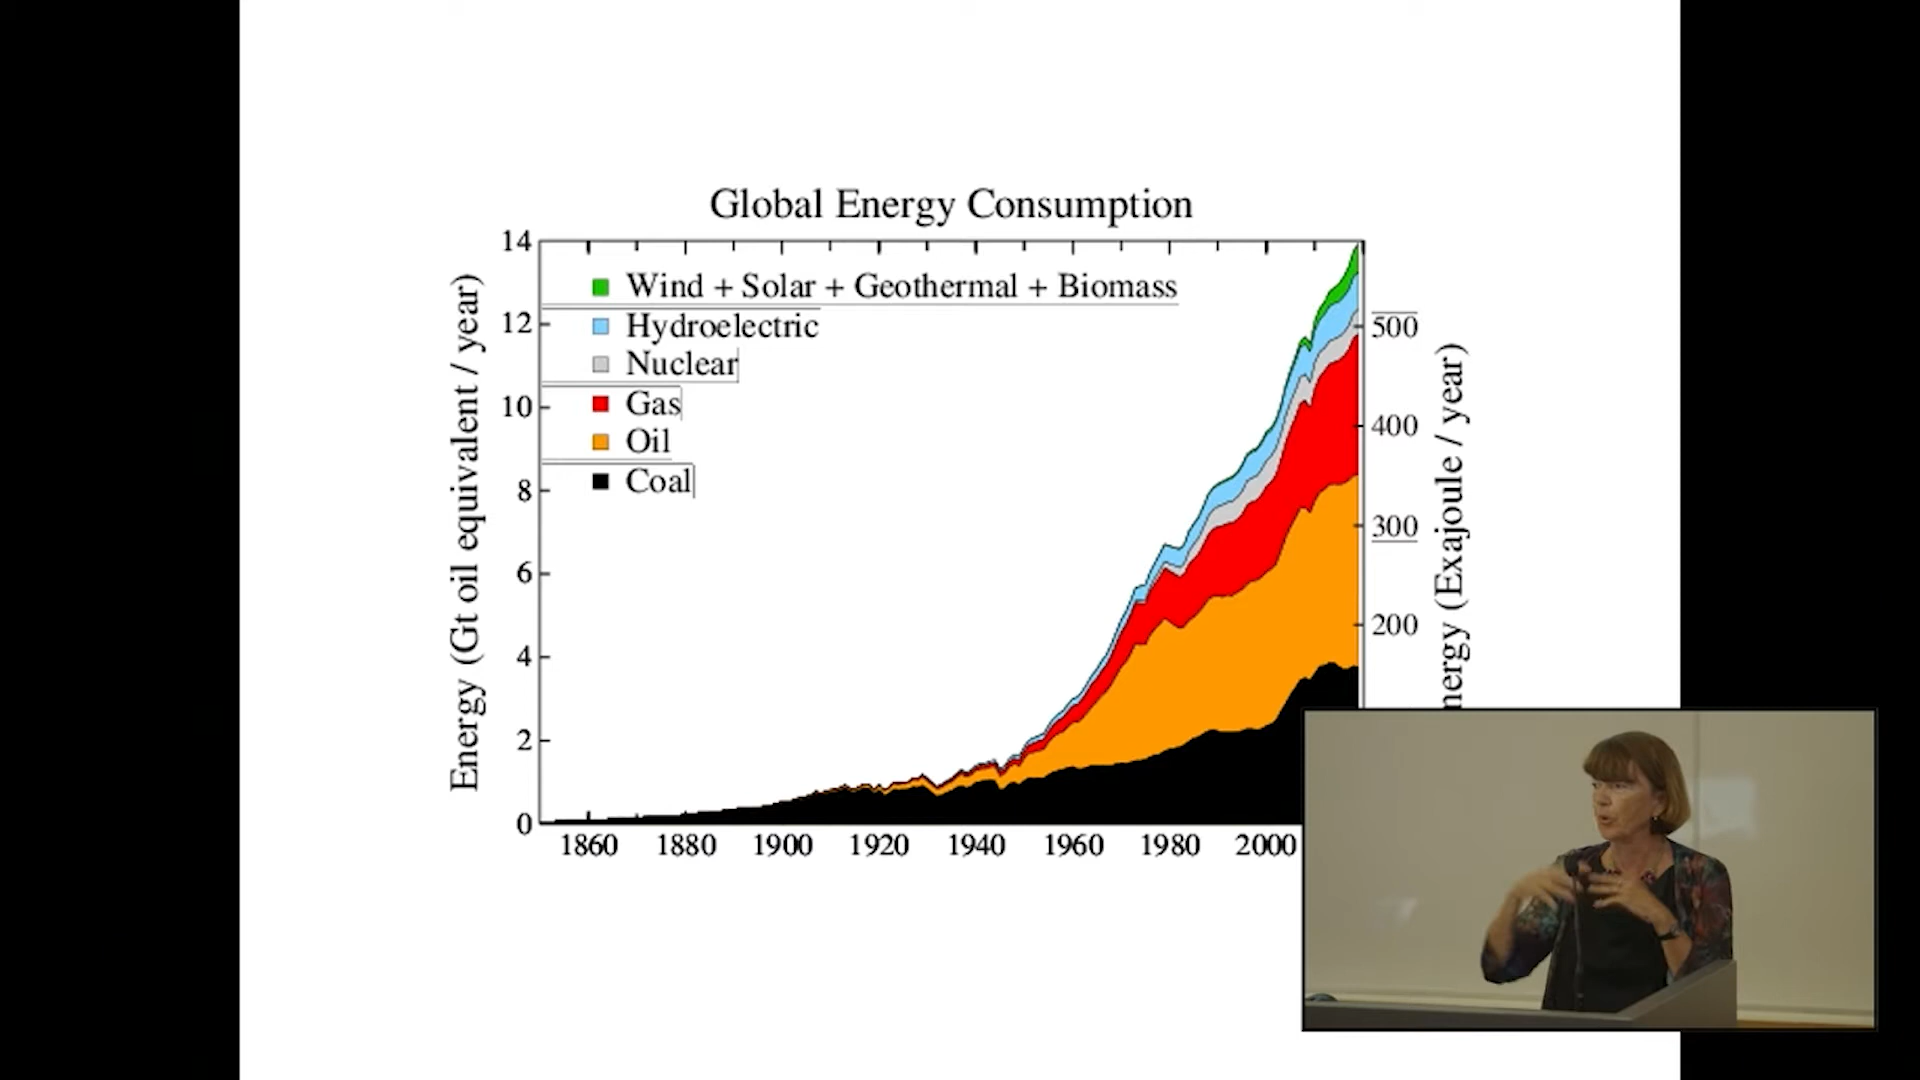 Global Energy Consumption
14
12
10
8
6
4
2
0
Energy (Gt oil equivalent / year)
Wind + Solar + Geothermal + Biomass
Hydroelectric
Nuclear
Gas
Oil
Coal
500
400
300
200
nergy (Exajoule / year)
1860 1880 1900 1920 1940 1960 1980 2000